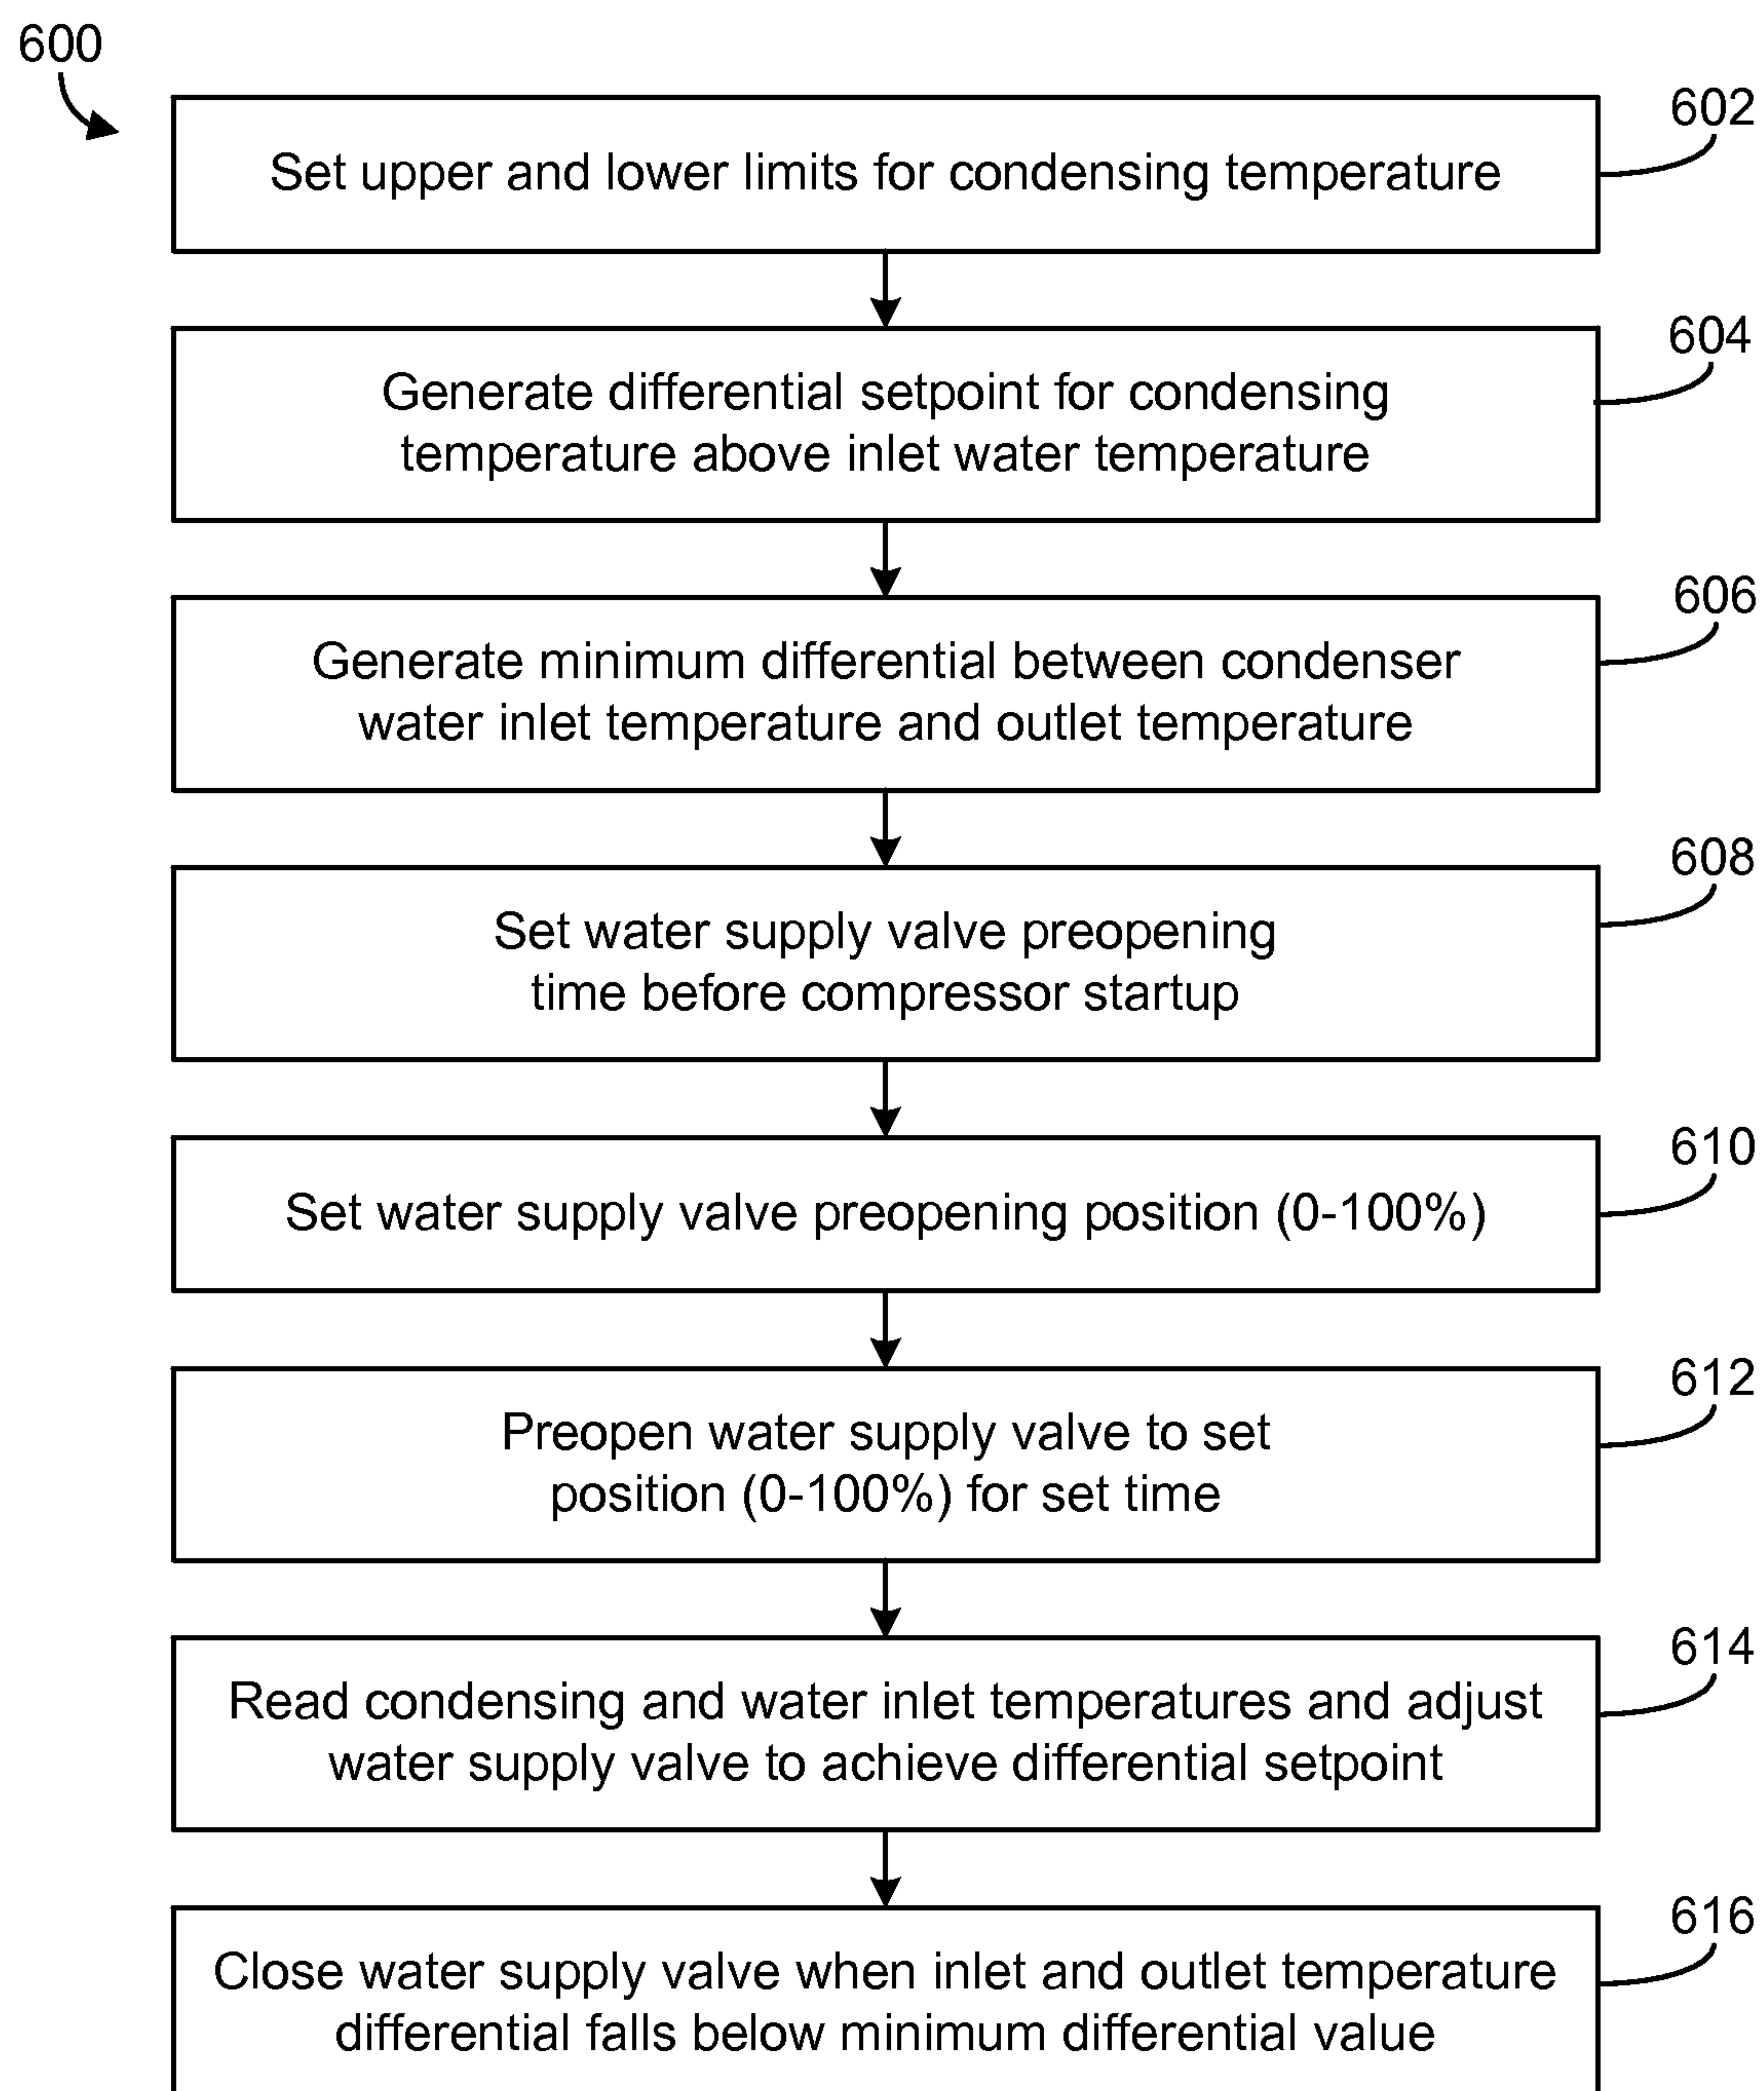 600
602
Set upper and lower limits for condensing temperature
604
Generate differential setpoint for condensing
temperature above inlet water temperature
606
Generate minimum differential between condenser
water inlet temperature and outlet temperature
608
Set water supply valve preopening
time before compressor startup
610
Set water supply valve preopening position (0-100%)
612
Preopen water supply valve to set
position (0-100%) for set time
614
Read condensing and water inlet temperatures and adjust
water supply valve to achieve differential setpoint
616
Close water supply valve when inlet and outlet temperature
differential falls below minimum differential value